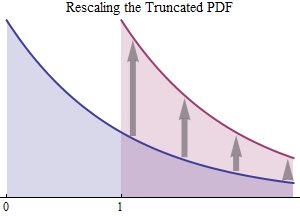 Rescaling the Truncated PDF
0 1